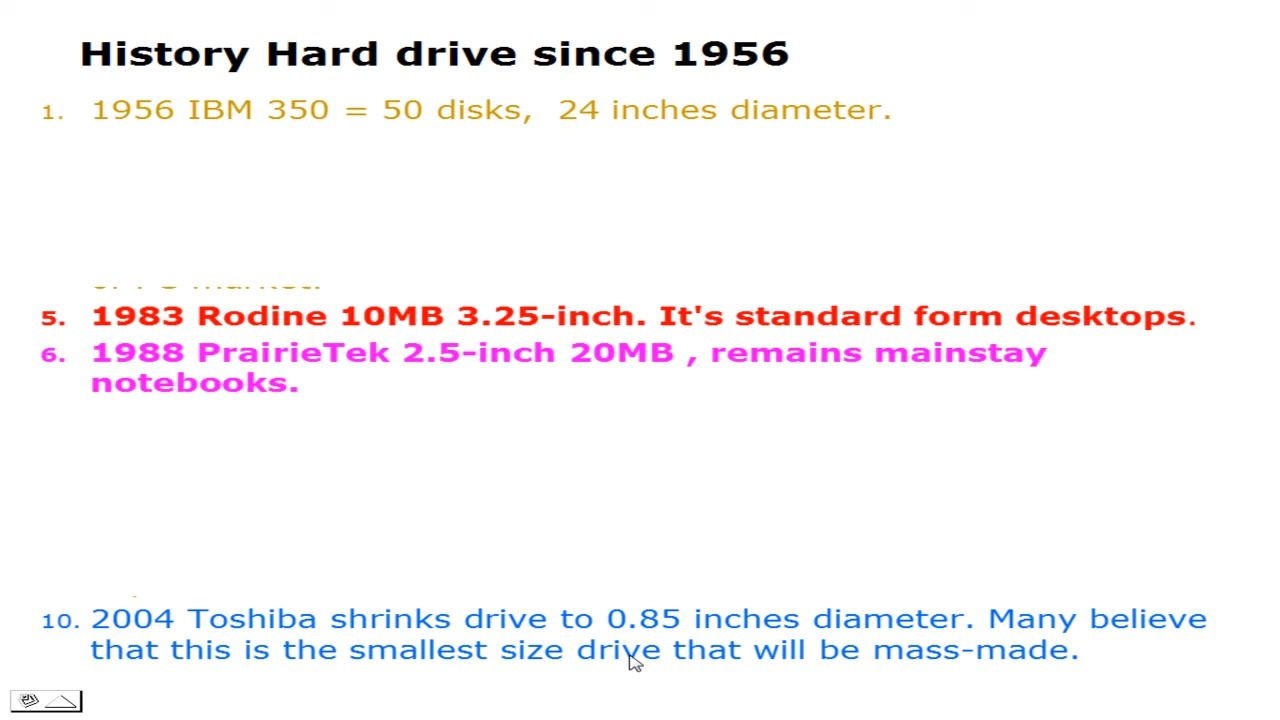 History Hard drive since 1956
1. 1956 IBM 350 = 50 disks,  24 inches diameter.
5. 1983 Rodine 10MB 3.25-inch. It's standard form desktops.
6. 1988 PrairieTek 2.5-inch 20MB , remains mainstay
notebooks.
10. 2004 Toshiba shrinks drive to 0.85 inches diameter. Many believe
that this is the smallest size drive that will be mass-made.